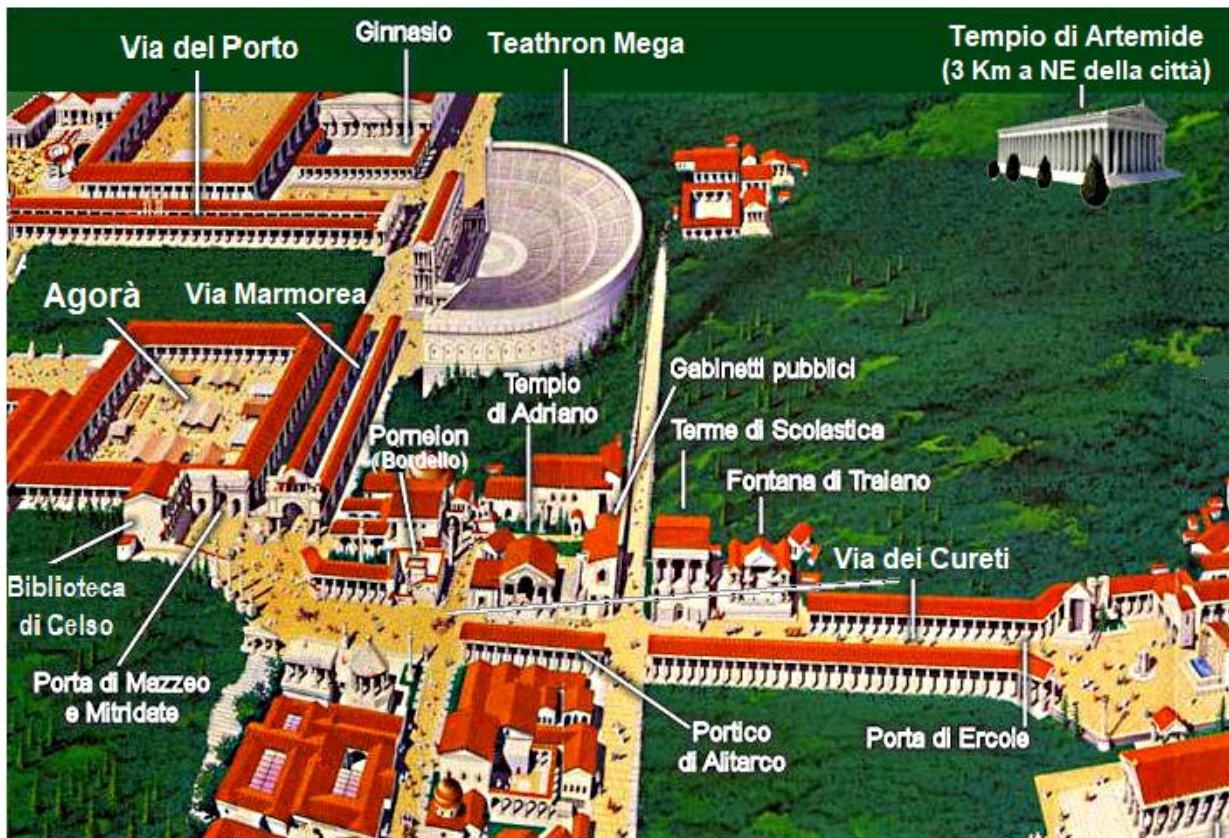 Via del Porto
Ginnasio
Teathron Mega
Tempio di Artemide
(3 Km a NE della città)
Agorà
Via Marmorea
Tempio
di Adriano
Gabinetti pubblici
Porneion
(Bordello)
Terme di Scolastica
Fontana di Traiano
Via dei Cureti
Biblioteca
di Celso
Porta di Mazzeo
e Mitridate
Portico
di Alitarco
Porta di Ercole